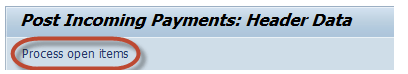 Post Incoming Payments: Header Data
Process open items